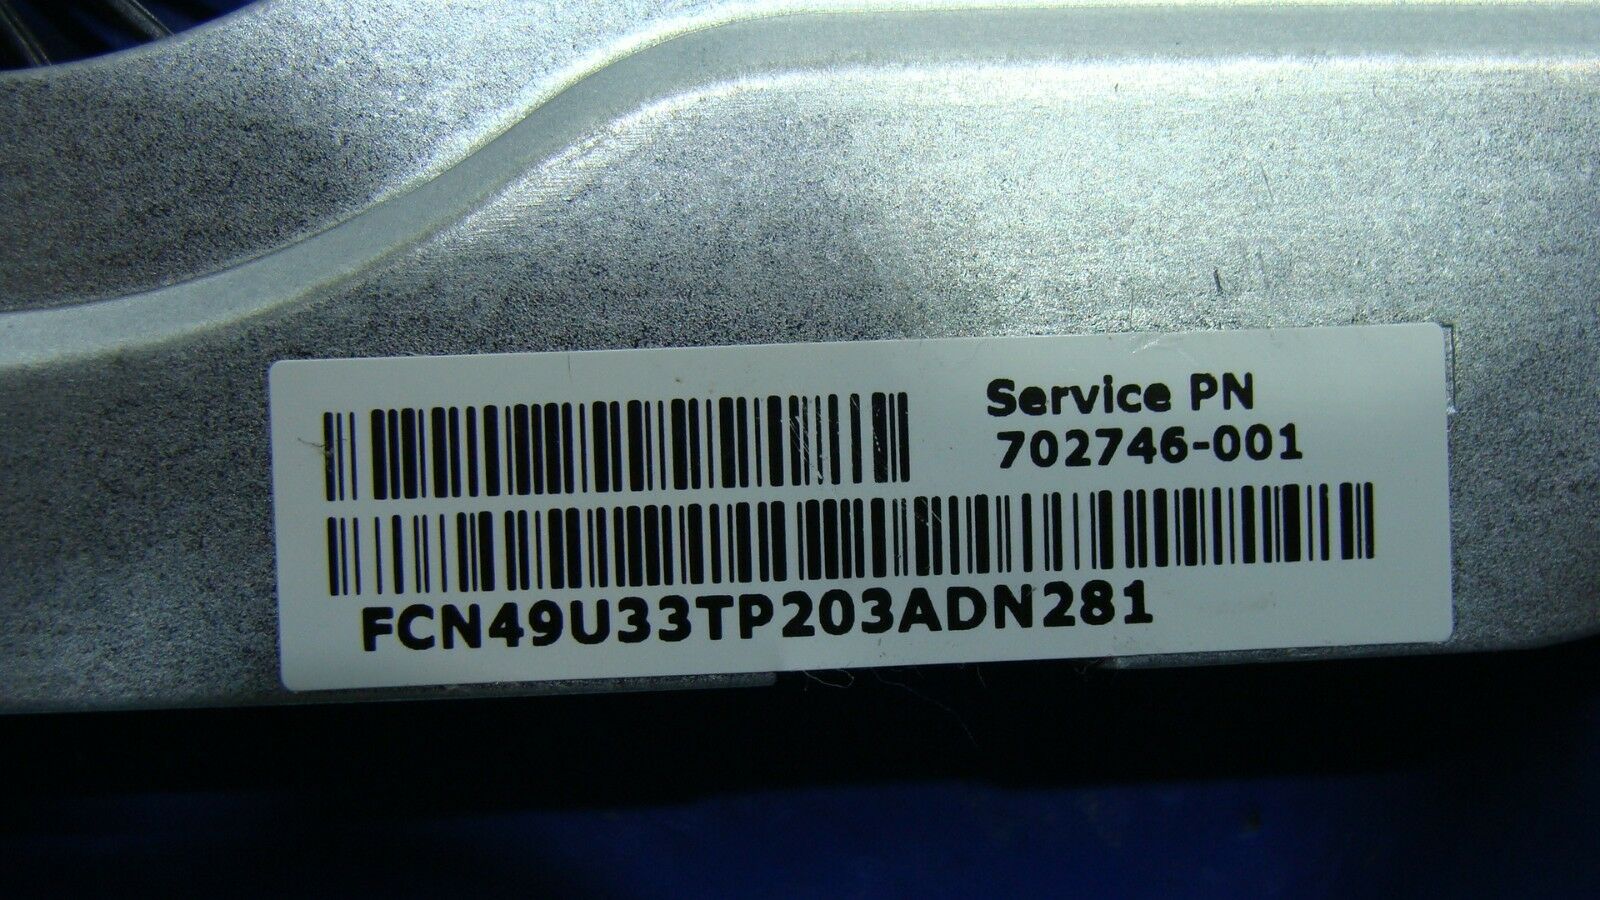 Service PN
702746-001
FCN49U33TP203ADN281